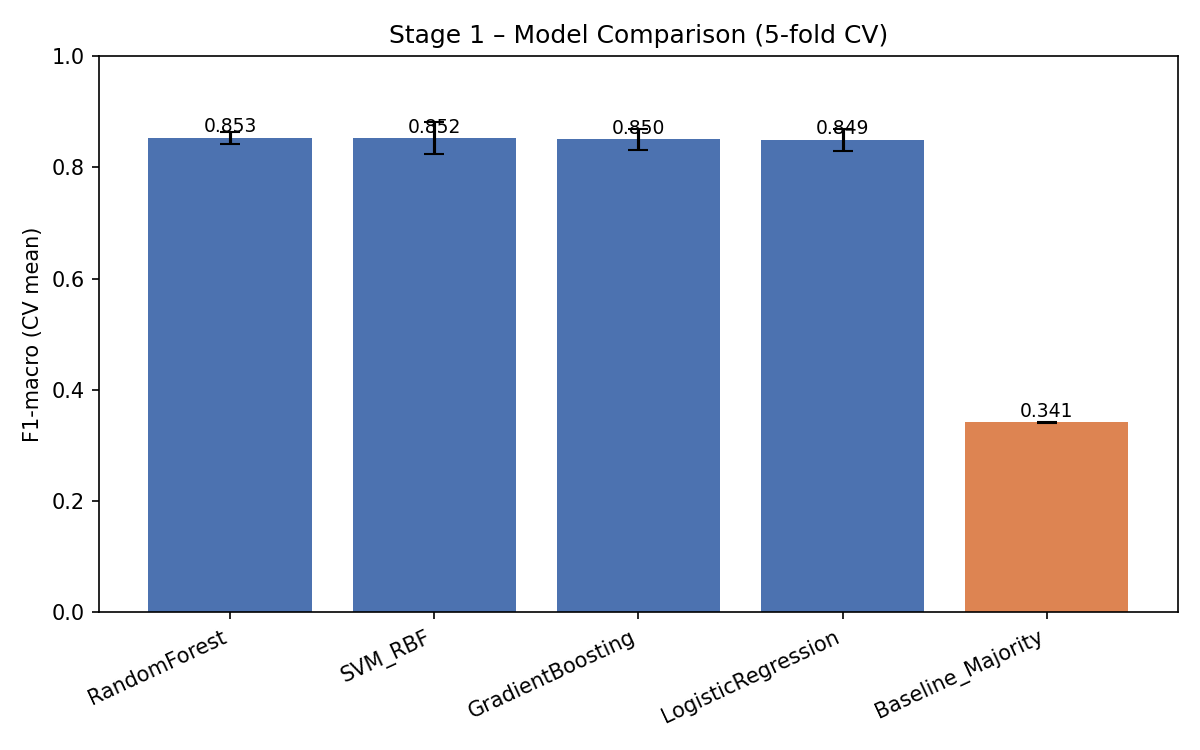 Stage 1 – Model Comparison (5-fold CV)
F1-macro (CV mean)
1.0
0.8
0.6
0.4
0.2
0.0
0.853
0.852
0.850
0.849
0.341
RandomForest
SVM_RBF
GradientBoosting
LogisticRegression
Baseline_Majority